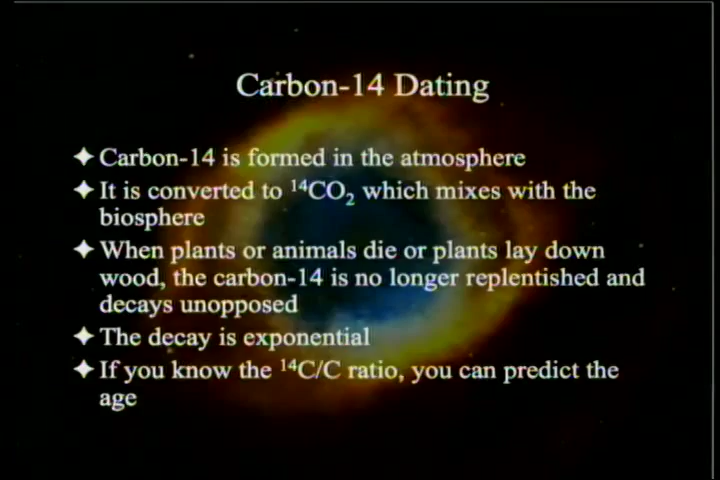 Carbon-14 Dating
✦ Carbon-14 is formed in the atmosphere
✦ It is converted to ¹⁴CO₂ which mixes with the
biosphere
✦ When plants or animals die or plants lay down
wood, the carbon-14 is no longer replentished and
decays unopposed
✦ The decay is exponential
✦ If you know the ¹⁴C/C ratio, you can predict the
age